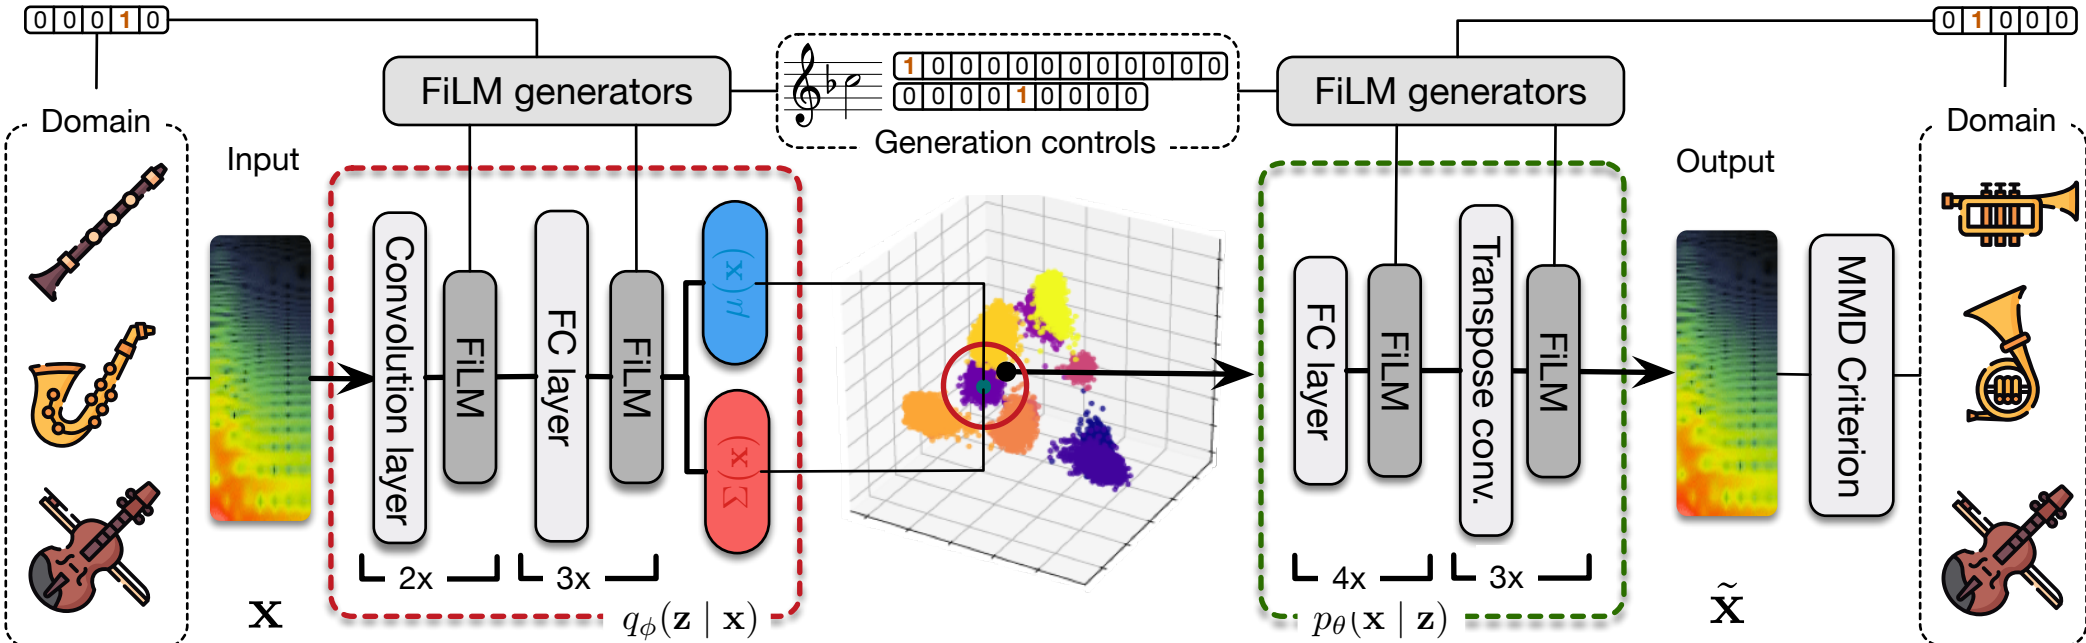 0 0 0 1 0
FiLM generators
1 0 0 0 0 0 0 0 0 0 0 0
0 0 0 0 1 0 0 0 0
Generation controls
FiLM generators
0 1 0 0 0
Domain
Input
Convolution layer
FiLM
FC layer
FiLM
μ(x)
Σ(x)
2x
3x
x
qϕ(z | x)
FC layer
FiLM
Transpose conv.
FiLM
4x
3x
pθ(x | z)
Output
x̃
MMD Criterion
Domain